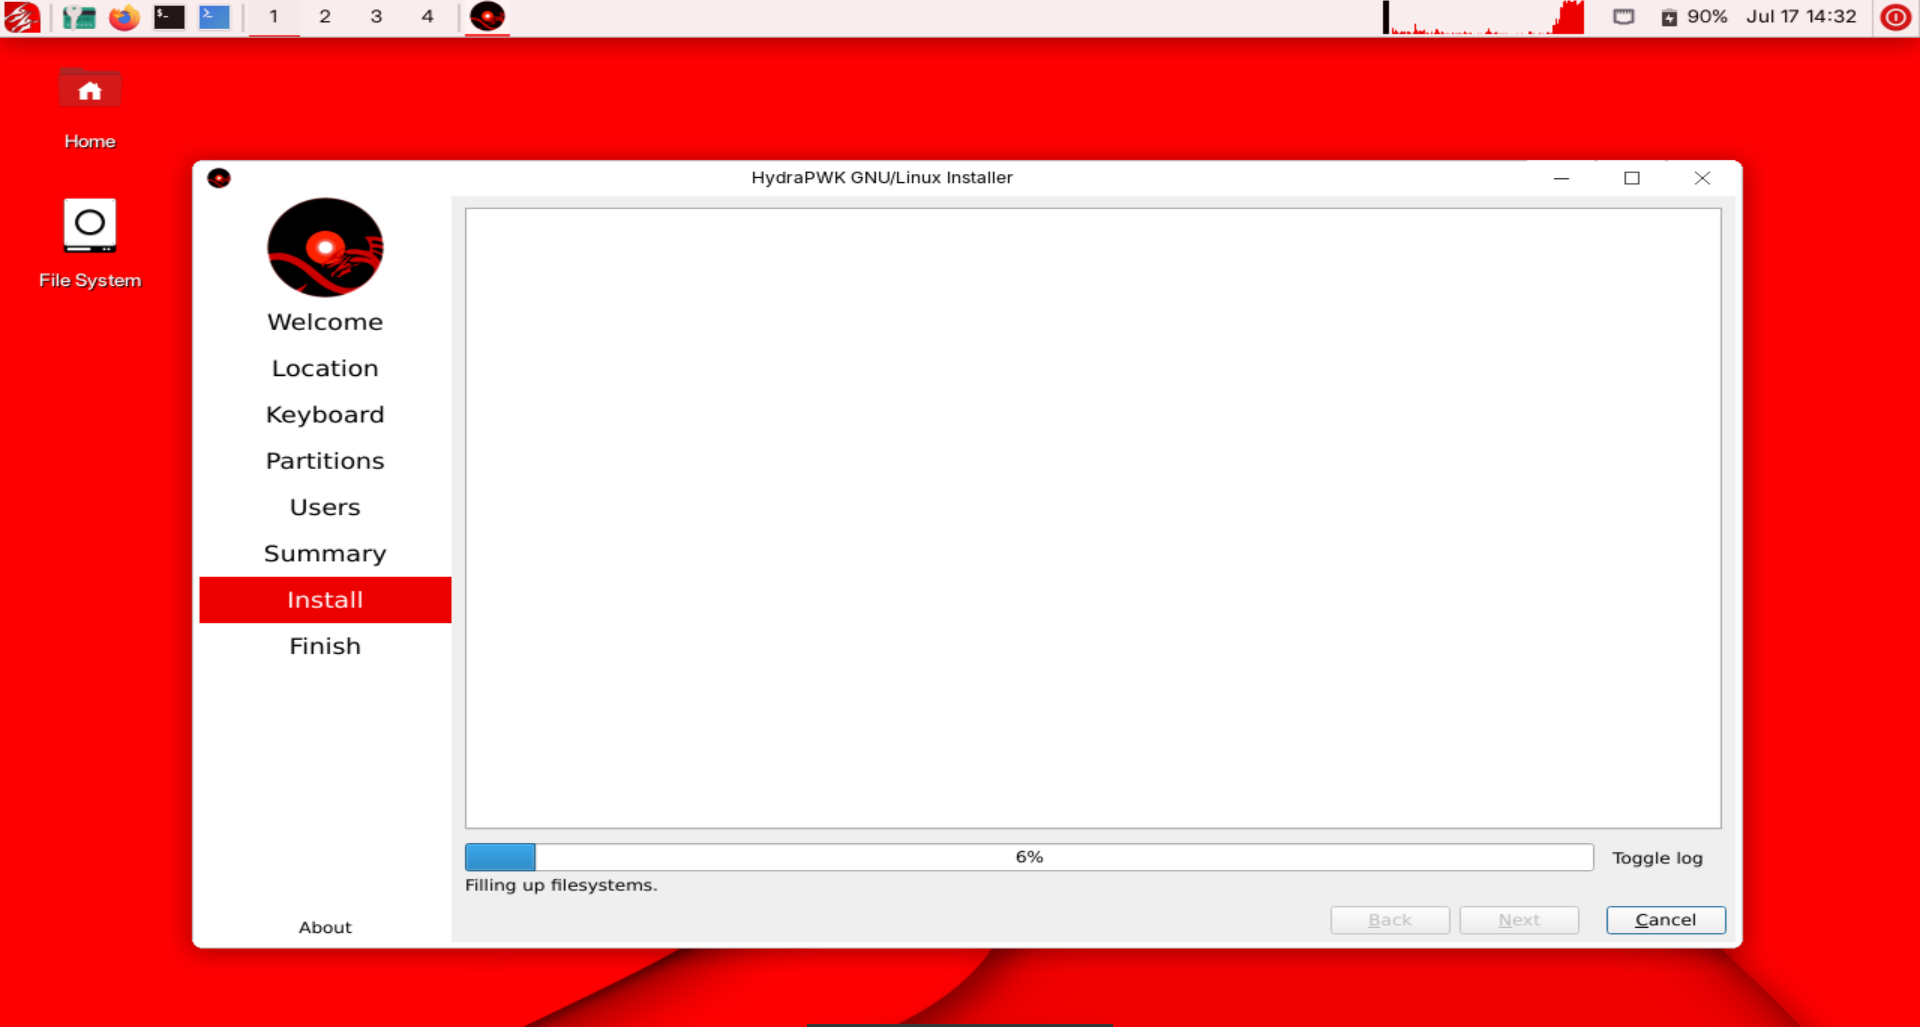 1 2 3 4 90% Jul 17 14:32
Home
File System
HydraPWK GNU/Linux Installer
Welcome
Location
Keyboard
Partitions
Users
Summary
Install
Finish
About
6%
Toggle log
Filling up filesystems.
Back Next Cancel